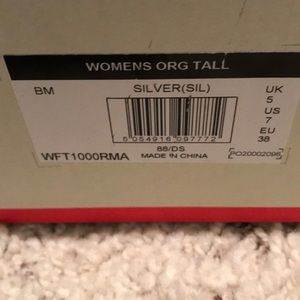 WOMENS ORG TALL
BM SILVER(SIL) UK
5
US
7
EU
38
5 054916 097772
88/DS
WFT1000RMA MADE IN CHINA PO20002096